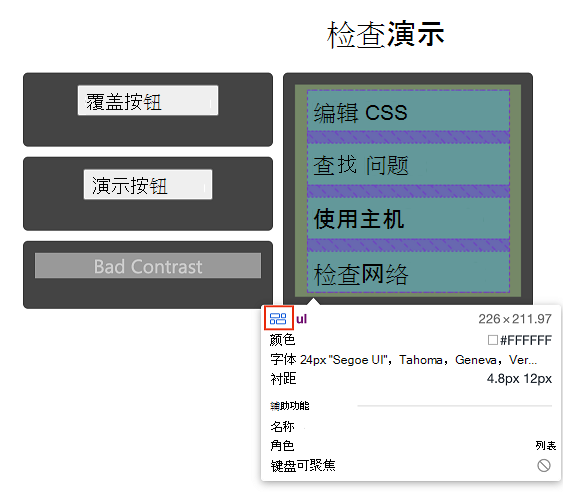 检查演示
覆盖按钮
演示按钮
Bad Contrast
编辑 CSS
查找 问题
使用主机
检查网络
ul 226×211.97
颜色 #FFFFFF
字体 24px "Segoe UI"，Tahoma，Geneva，Ver...
衬距 4.8px 12px
辅助功能
名称
角色 列表
键盘可聚焦